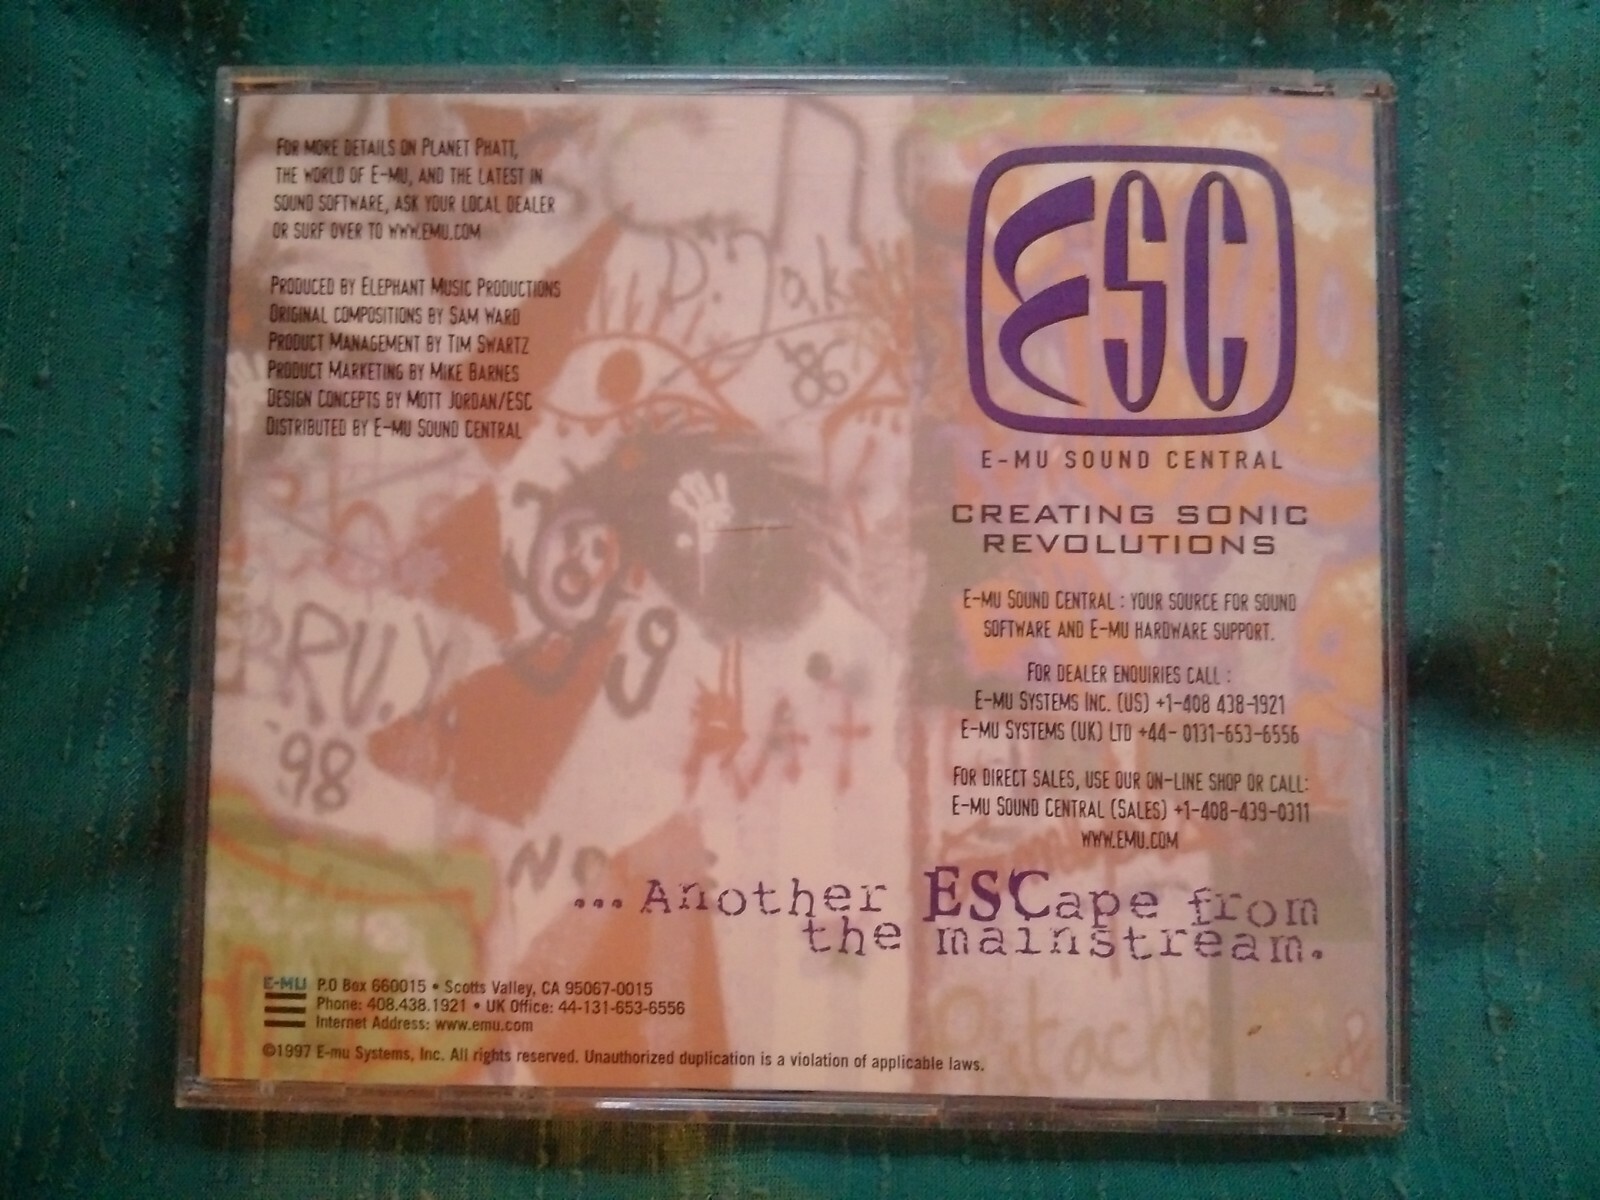 For more details on Planet Phatt,
the world of E-mu, and the latest in
sound software, ask your local dealer
or surf over to www.emu.com
Produced by Elephant Music Productions
Original compositions by Sam Ward
Product Management by Tim Swartz
Product Marketing by Mike Barnes
Design Concepts by Mott Jordan/ESC
Distributed by E-mu Sound Central
D. Jake
'86
RU.Y
'98
99
RAT
NO
ESC
E-MU SOUND CENTRAL
CREATING SONIC
REVOLUTIONS
E-mu Sound Central : your source for sound
software and E-mu hardware support.
For dealer enquiries call :
E-mu Systems Inc. (US) +1-408 438-1921
E-mu Systems (UK) Ltd +44- 0131-653-6556
For direct sales, use our on-line shop or call:
E-mu Sound Central (Sales) +1-408-439-0311
www.emu.com
...Another ESCape from
the mainstream.
E-MU
P.O Box 660015 • Scotts Valley, CA 95067-0015
Phone: 408.438.1921 • UK Office: 44-131-653-6556
Internet Address: www.emu.com
©1997 E-mu Systems, Inc. All rights reserved. Unauthorized duplication is a violation of applicable laws.